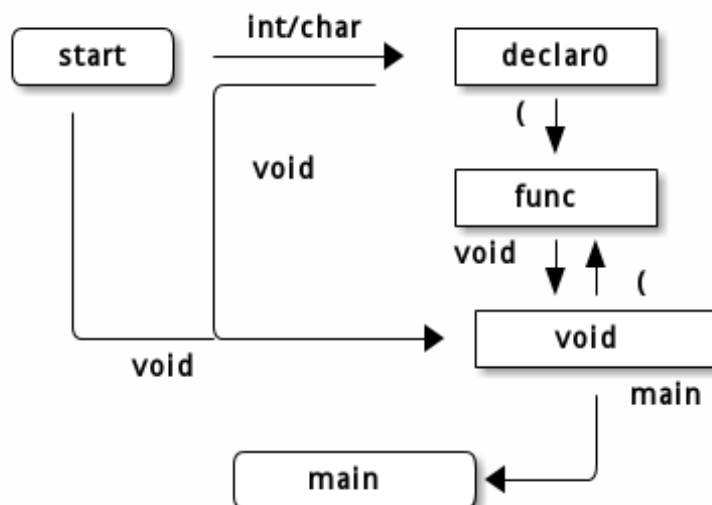 int/char
start
declar0
(
void
func
void
(
void
void
main
main